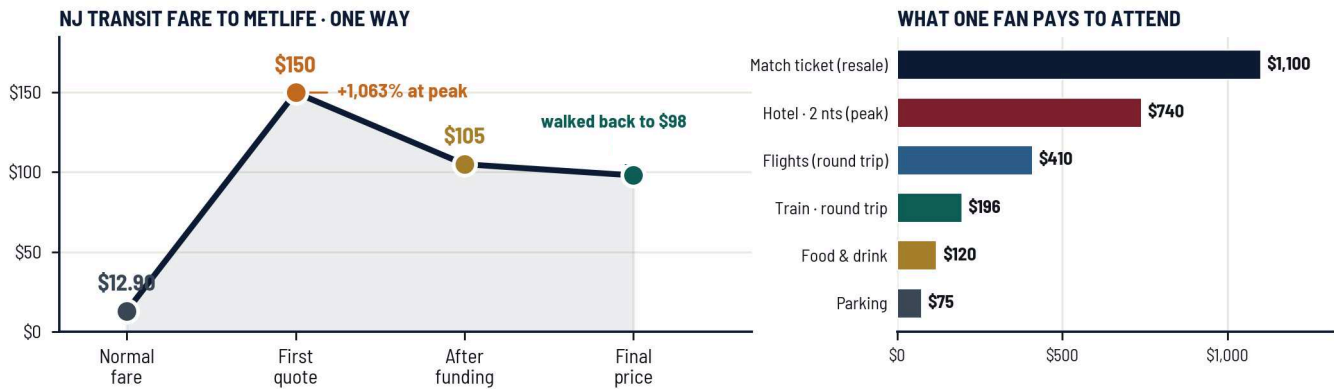 NJ TRANSIT FARE TO METLIFE · ONE WAY
$150
+1,063% at peak
$105
walked back to $98
$12.90
$150
$100
$50
$0
Normal
fare
First
quote
After
funding
Final
price
WHAT ONE FAN PAYS TO ATTEND
Match ticket (resale)
$1,100
Hotel · 2 nts (peak)
$740
Flights (round trip)
$410
Train · round trip
$196
Food & drink
$120
Parking
$75
$0
$500
$1,000